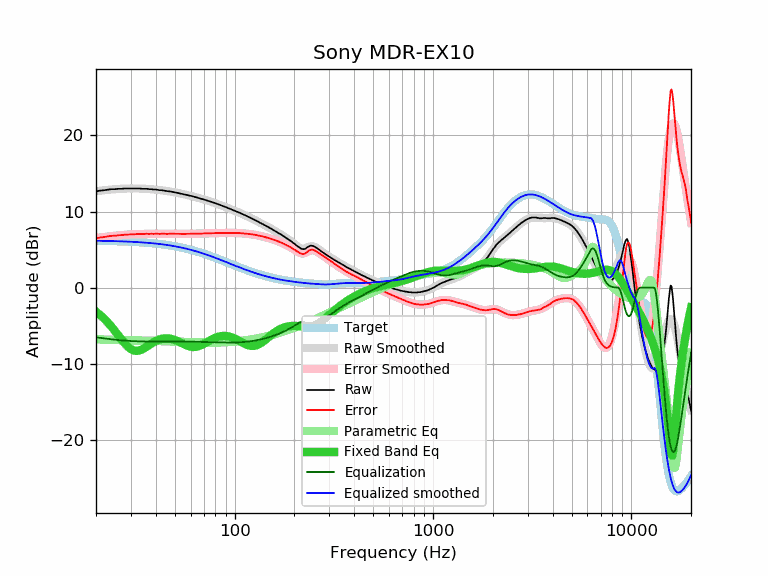 Sony MDR-EX10
Amplitude (dBr)
20
10
0
−10
−20
Target
Raw Smoothed
Error Smoothed
Raw
Error
Parametric Eq
Fixed Band Eq
Equalization
Equalized smoothed
100
1000
10000
Frequency (Hz)